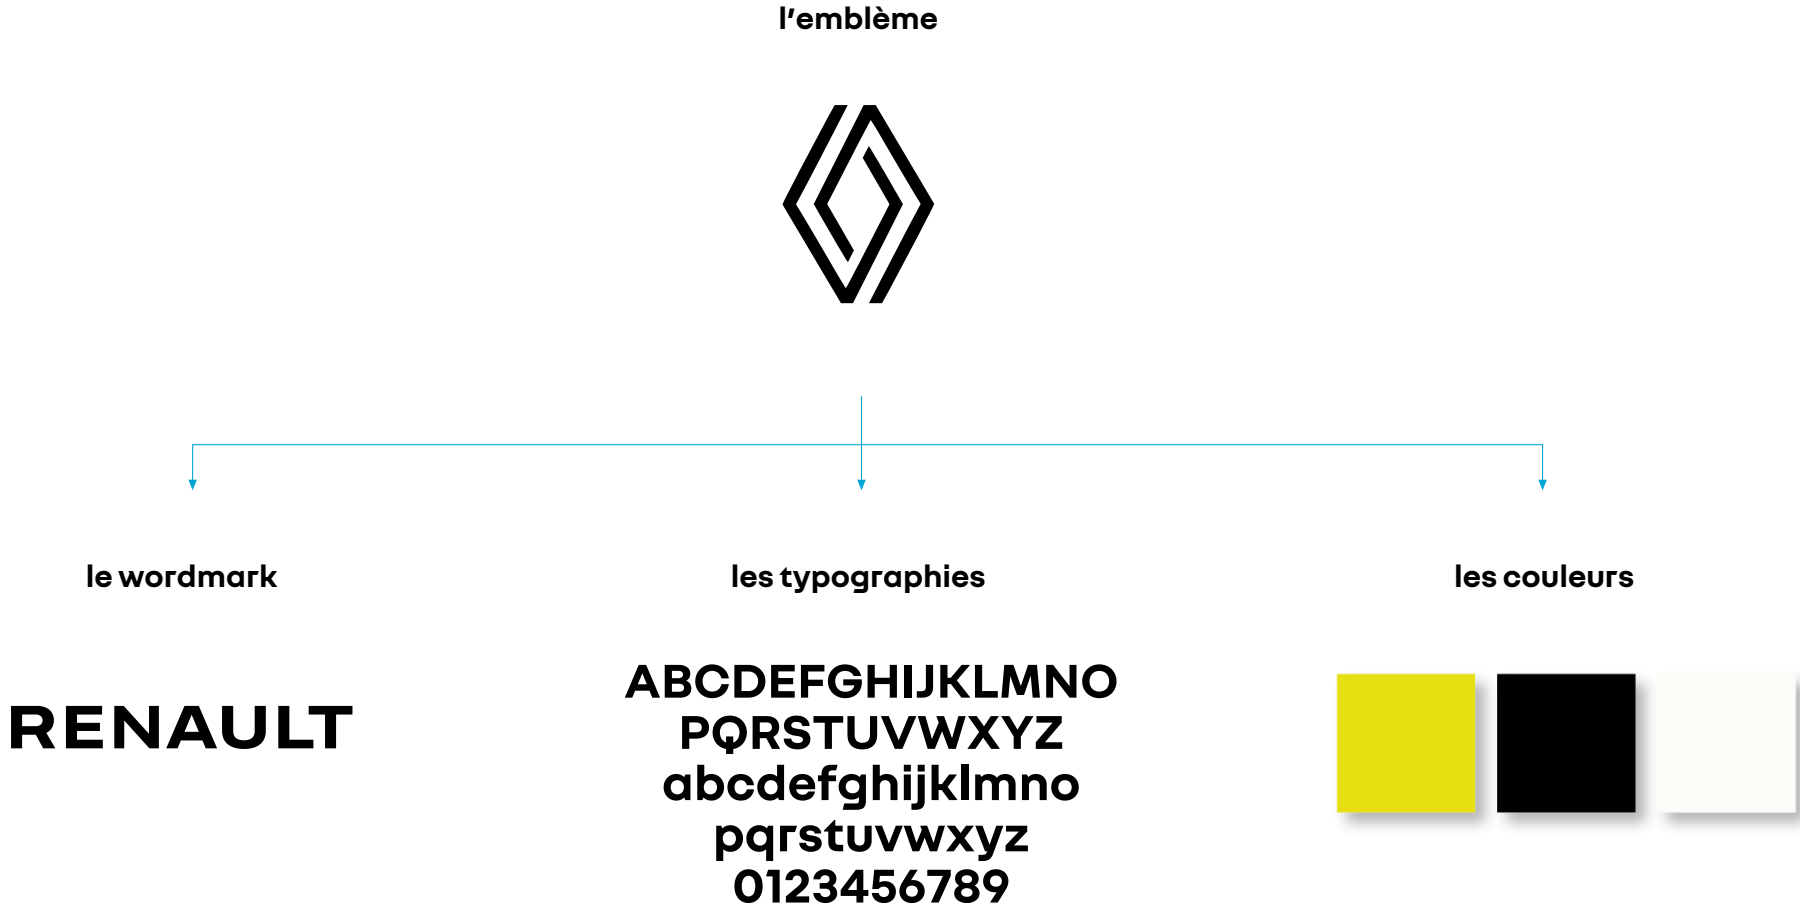 l’emblème
le wordmark
les typographies
les couleurs
RENAULT
ABCDEFGHIJKLMNO
PQRSTUVWXYZ
abcdefghijklmno
pqrstuvwxyz
0123456789